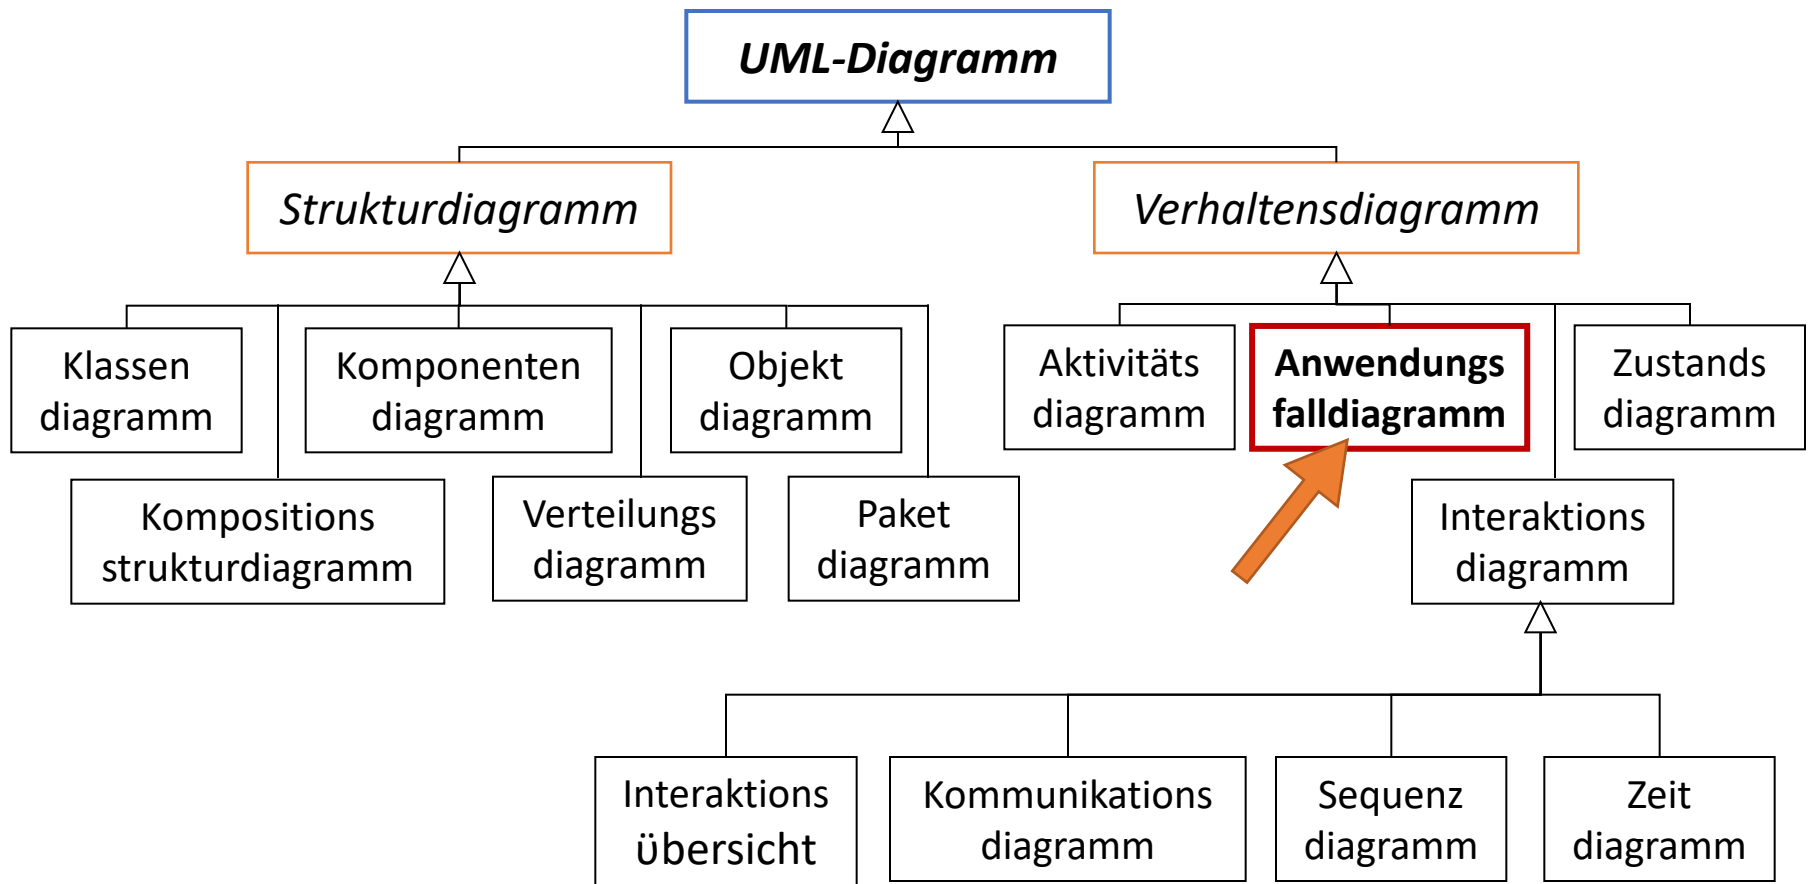 UML-Diagramm
Strukturdiagramm
Verhaltensdiagramm
Klassen
diagramm
Komponenten
diagramm
Objekt
diagramm
Aktivitäts
diagramm
Anwendungs
falldiagramm
Zustands
diagramm
Kompositions
strukturdiagramm
Verteilungs
diagramm
Paket
diagramm
Interaktions
diagramm
Interaktions
übersicht
Kommunikations
diagramm
Sequenz
diagramm
Zeit
diagramm